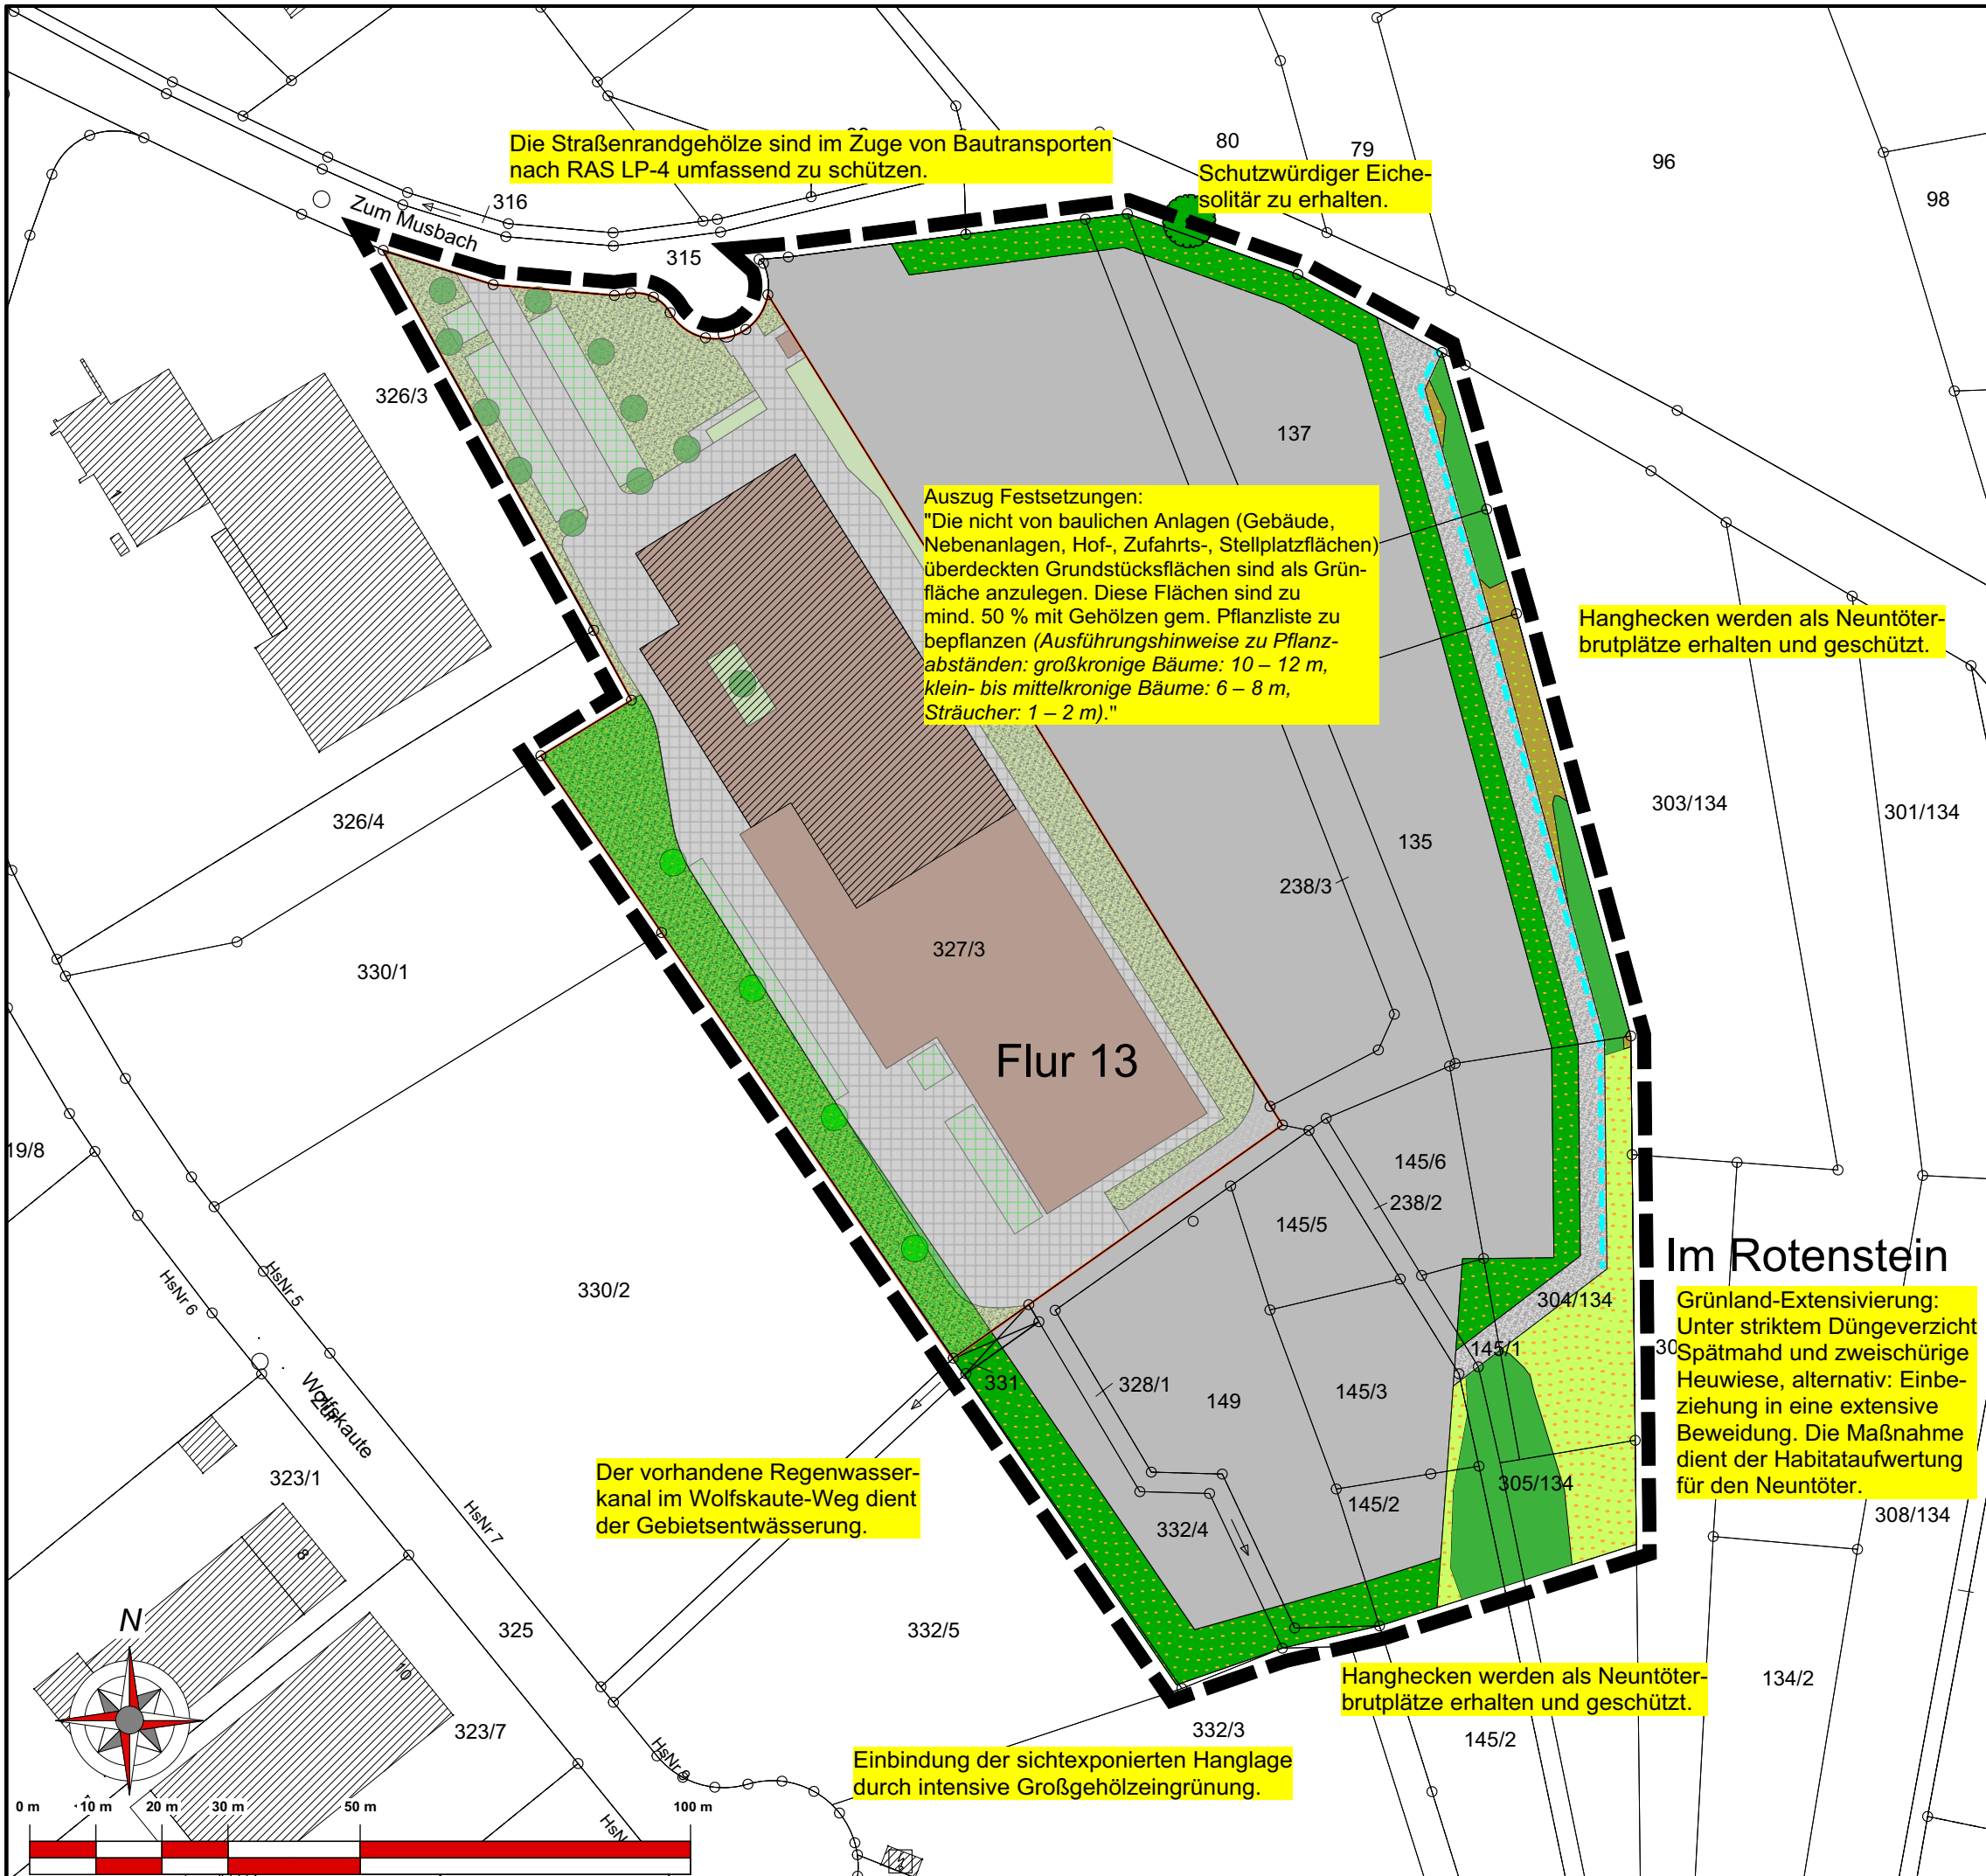 80
79
96
98
Die Straßenrandgehölze sind im Zuge von Bautransporten
nach RAS LP-4 umfassend zu schützen.
Schutzwürdiger Eiche-
solitär zu erhalten.
316
Zum Musbach
315
326/3
1
137
Auszug Festsetzungen:
"Die nicht von baulichen Anlagen (Gebäude,
Nebenanlagen, Hof-, Zufahrts-, Stellplatzflächen)
überdeckten Grundstücksflächen sind als Grün-
fläche anzulegen. Diese Flächen sind zu
mind. 50 % mit Gehölzen gem. Pflanzliste zu
bepflanzen (Ausführungshinweise zu Pflanz-
abständen: großkronige Bäume: 10 – 12 m,
klein- bis mittelkronige Bäume: 6 – 8 m,
Sträucher: 1 – 2 m)."
Hanghecken werden als Neuntöter-
brutplätze erhalten und geschützt.
303/134
301/134
326/4
135
238/3
327/3
330/1
Flur 13
19/8
145/6
238/2
145/5
HsNr 6
HsNr 5
330/2
Im Rotenstein
304/134
Grünland-Extensivierung:
Unter striktem Düngeverzicht
Spätmahd und zweischürige
Heuwiese, alternativ: Einbe-
ziehung in eine extensive
Beweidung. Die Maßnahme
dient der Habitataufwertung
für den Neuntöter.
30
145/1
331
328/1
149
145/3
Zur
Wolfskaute
323/1
Der vorhandene Regenwasser-
kanal im Wolfskaute-Weg dient
der Gebietsentwässerung.
305/134
145/2
308/134
HsNr 7
332/4
8
325
332/5
N
10
Hanghecken werden als Neuntöter-
brutplätze erhalten und geschützt.
134/2
323/7
332/3
145/2
HsNr 9
Einbindung der sichtexponierten Hanglage
durch intensive Großgehölzeingrünung.
0 m
10 m
20 m
30 m
50 m
100 m
HsN